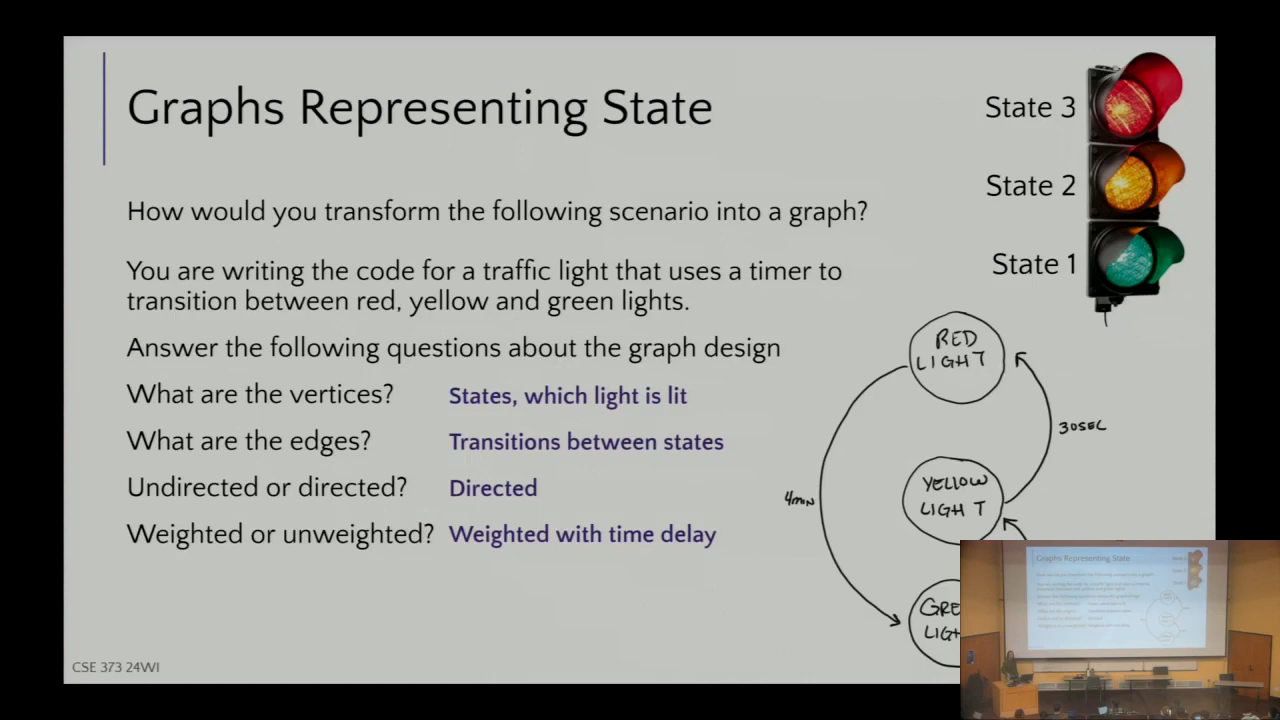 Graphs Representing State
State 3
State 2
State 1
How would you transform the following scenario into a graph?
You are writing the code for a traffic light that uses a timer to
transition between red, yellow and green lights.
Answer the following questions about the graph design
What are the vertices? States, which light is lit
What are the edges? Transitions between states
Undirected or directed? Directed
Weighted or unweighted? Weighted with time delay
RED
LIGHT
30SEC
YELLOW
LIGHT
4min
GRE
LIGH
CSE 373 24WI
Graphs Representing State